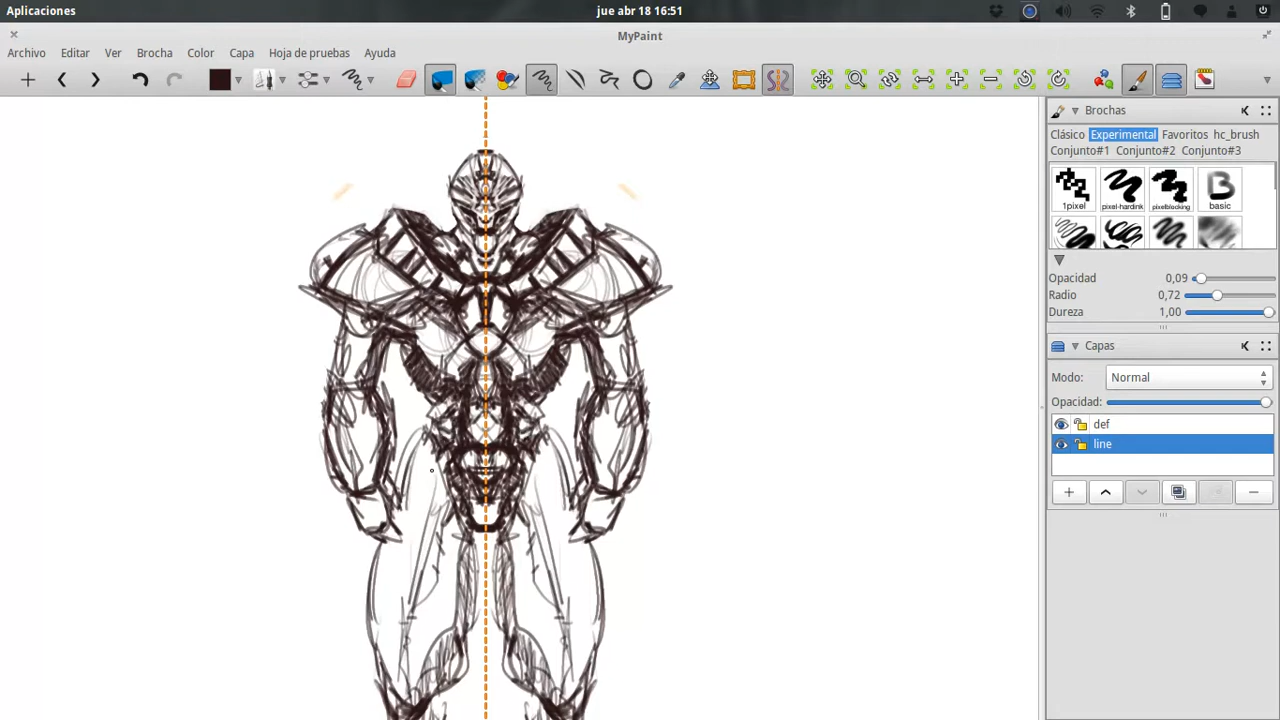 Aplicaciones jue abr 18 16:51
MyPaint
Archivo Editar Ver Brocha Color Capa Hoja de pruebas Ayuda
Brochas
Clásico Experimental Favoritos hc_brush
Conjunto#1 Conjunto#2 Conjunto#3
1pixel pixel-hardink pixelblocking basic
Opacidad 0,09
Radio 0,72
Dureza 1,00
Capas
Modo: Normal
Opacidad:
def
line